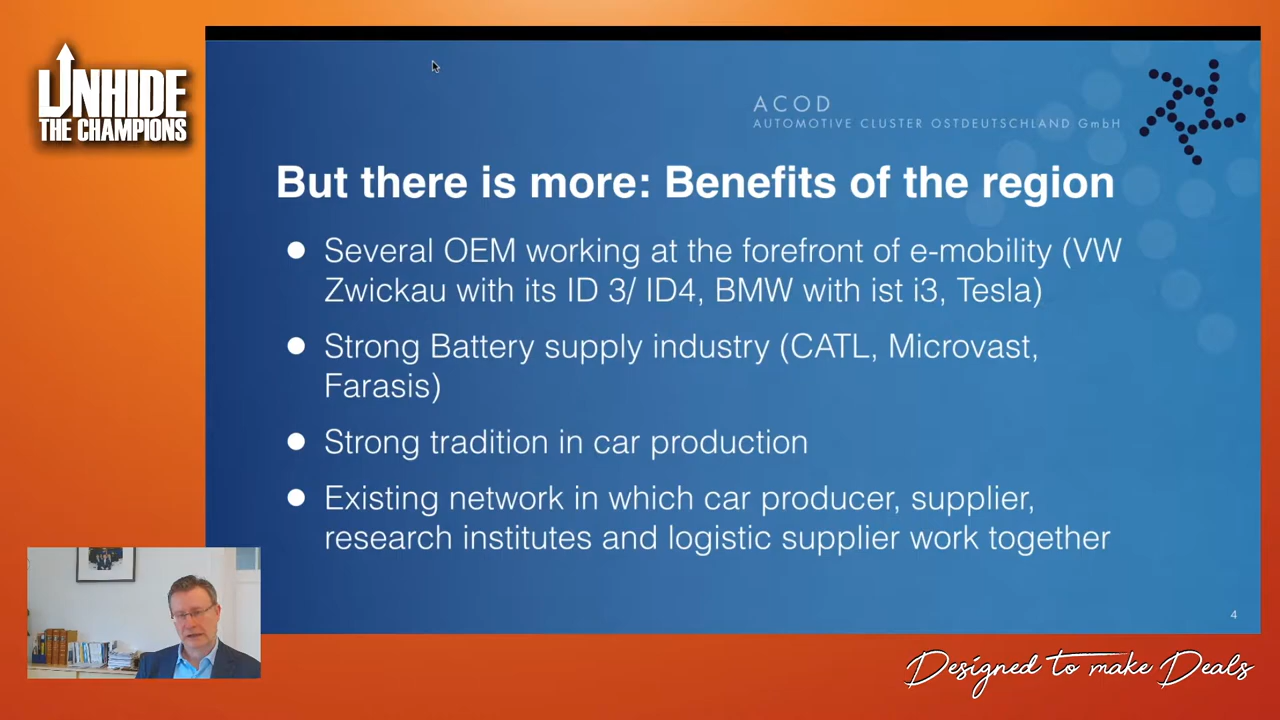 UNHIDE
THE CHAMPIONS
ACOD
AUTOMOTIVE CLUSTER OSTDEUTSCHLAND GmbH
But there is more: Benefits of the region
Several OEM working at the forefront of e-mobility (VW
Zwickau with its ID 3/ ID4, BMW with ist i3, Tesla)
Strong Battery supply industry (CATL, Microvast,
Farasis)
Strong tradition in car production
Existing network in which car producer, supplier,
research institutes and logistic supplier work together
4
Designed to make Deals